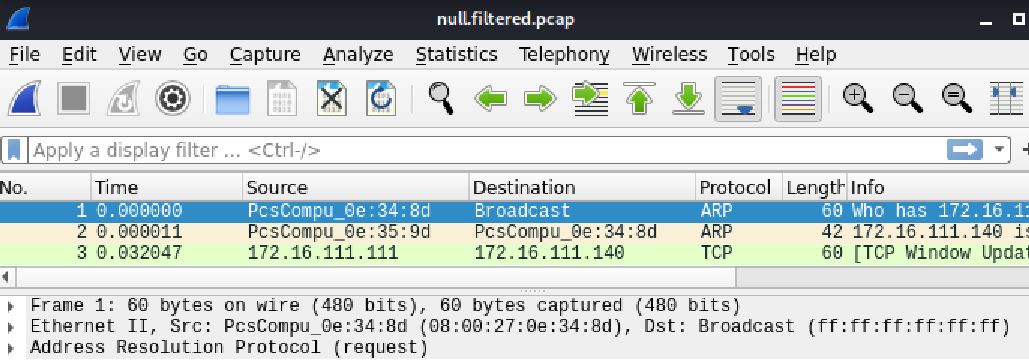 null.filtered.pcap
File Edit View Go Capture Analyze Statistics Telephony Wireless Tools Help
Apply a display filter ... <Ctrl-/>
No. Time Source Destination Protocol Length Info
1 0.000000 PcsCompu_0e:34:8d Broadcast ARP 60 Who has 172.16.1
2 0.000011 PcsCompu_0e:35:9d PcsCompu_0e:34:8d ARP 42 172.16.111.140 is
3 0.032047 172.16.111.111 172.16.111.140 TCP 60 [TCP Window Updat
Frame 1: 60 bytes on wire (480 bits), 60 bytes captured (480 bits)
Ethernet II, Src: PcsCompu_0e:34:8d (08:00:27:0e:34:8d), Dst: Broadcast (ff:ff:ff:ff:ff:ff)
Address Resolution Protocol (request)